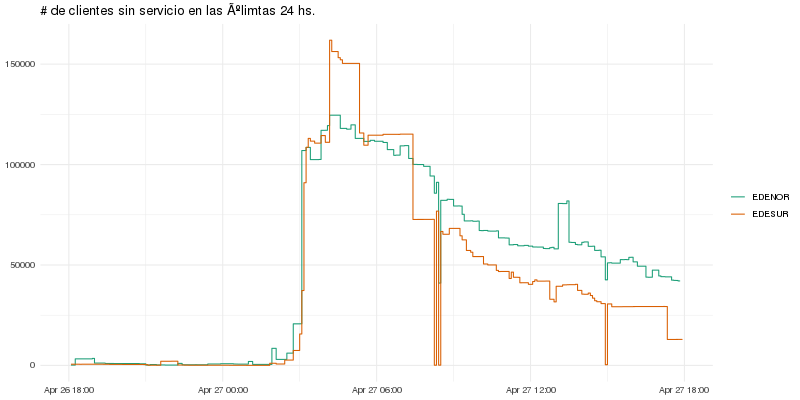 # de clientes sin servicio en las Ãºlimtas 24 hs.
150000
100000
50000
0
Apr 26 18:00
Apr 27 00:00
Apr 27 06:00
Apr 27 12:00
Apr 27 18:00
EDENOR
EDESUR